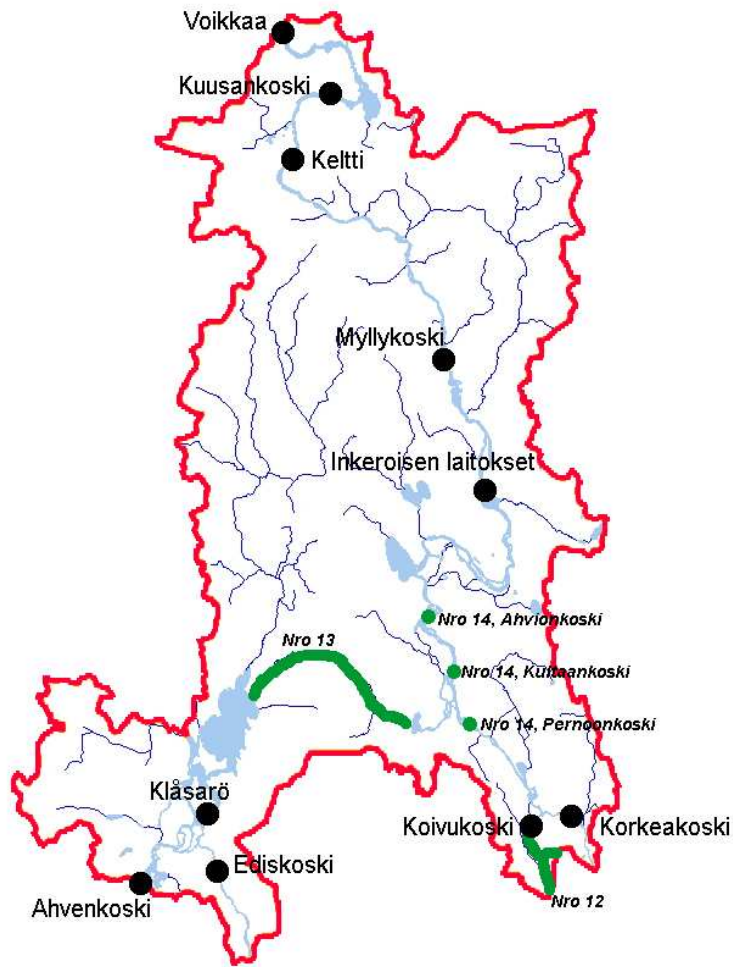 Voikkaa
Kuusankoski
Keltti
Myllykoski
Inkeroisen laitokset
Nro 14, Ahvionkoski
Nro 13
Nro 14, Kultaankoski
Nro 14, Pernoonkoski
Klåsarö
Koivukoski
Korkeakoski
Ediskoski
Ahvenkoski
Nro 12